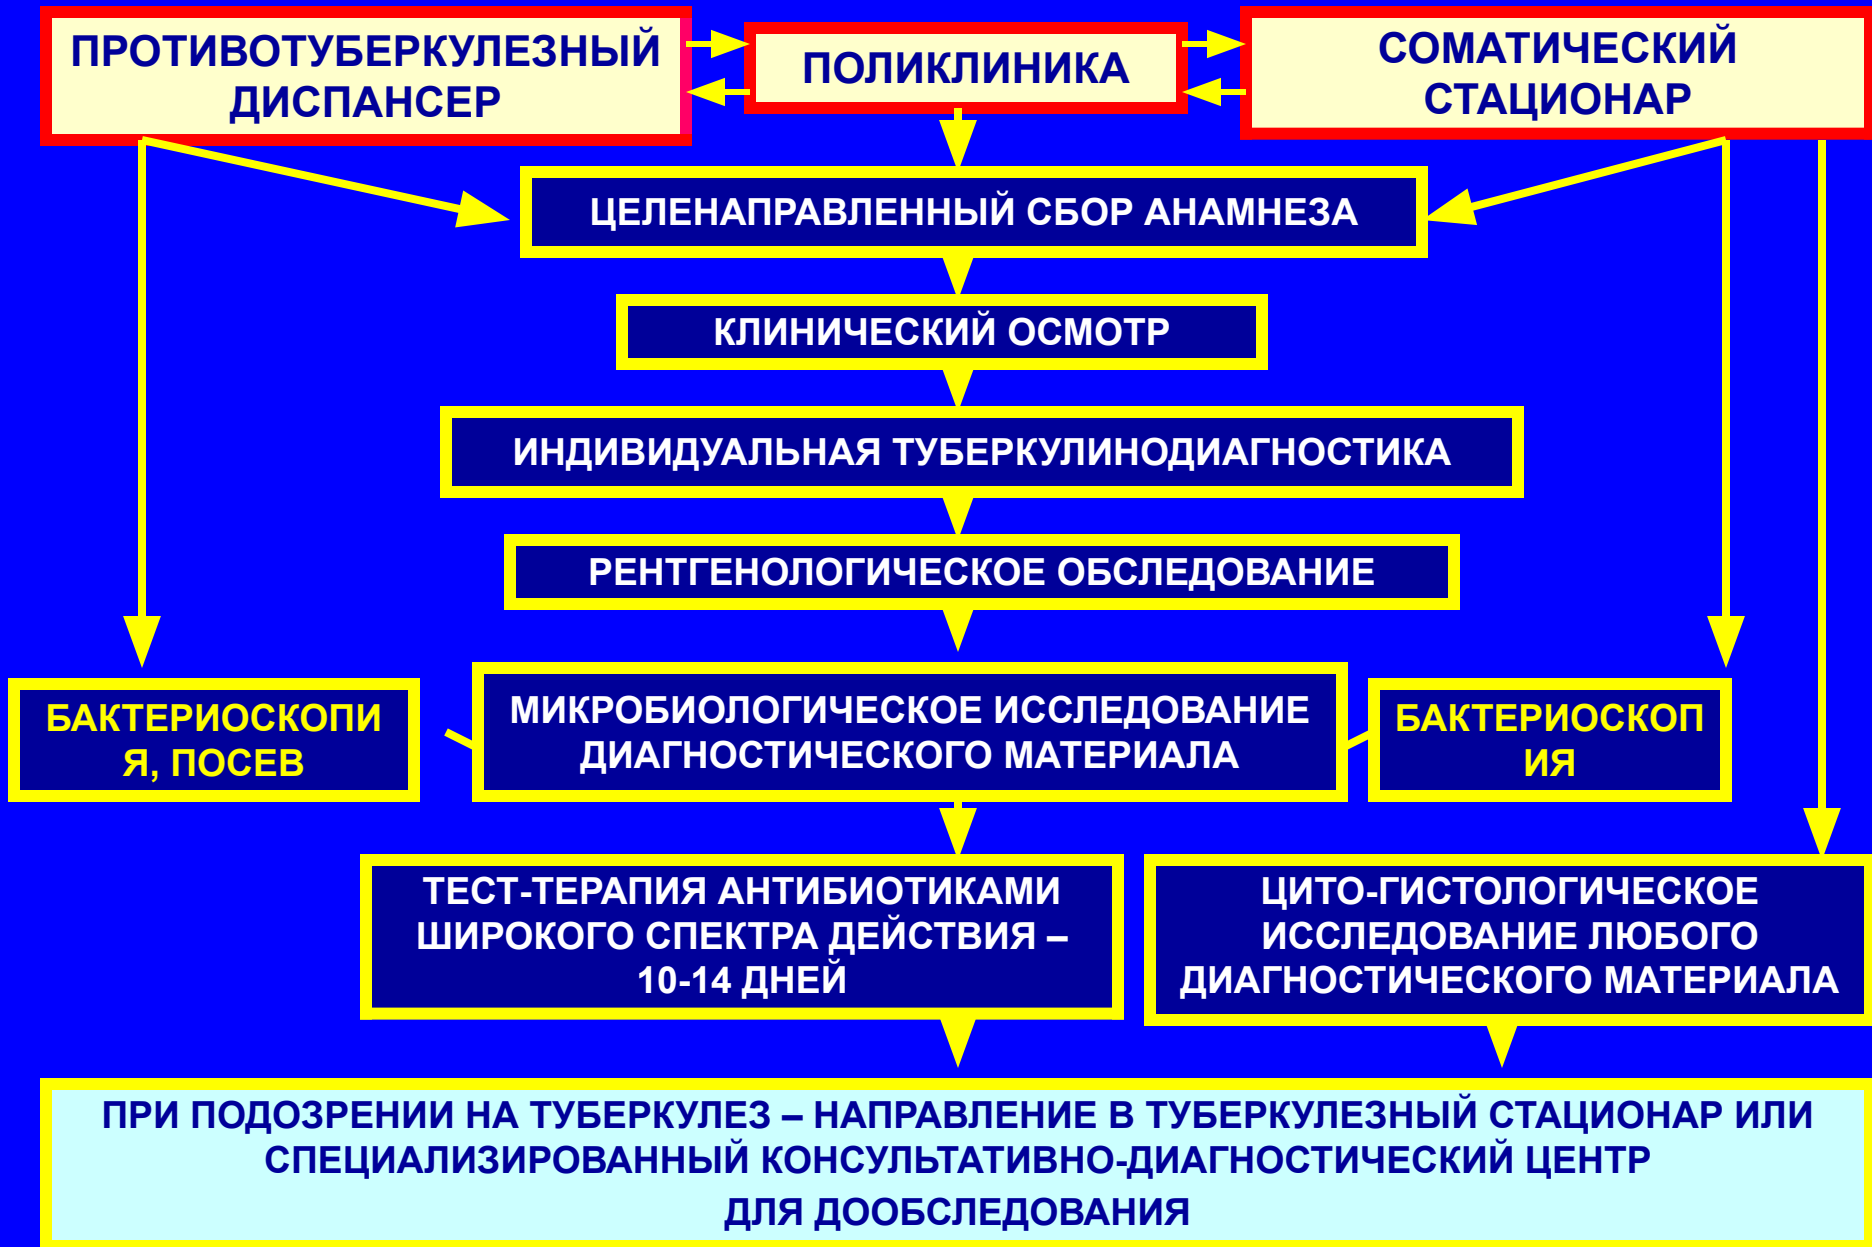 ПРОТИВОТУБЕРКУЛЕЗНЫЙ
ДИСПАНСЕР
ПОЛИКЛИНИКА
СОМАТИЧЕСКИЙ
СТАЦИОНАР
ЦЕЛЕНАПРАВЛЕННЫЙ СБОР АНАМНЕЗА
КЛИНИЧЕСКИЙ ОСМОТР
ИНДИВИДУАЛЬНАЯ ТУБЕРКУЛИНОДИАГНОСТИКА
РЕНТГЕНОЛОГИЧЕСКОЕ ОБСЛЕДОВАНИЕ
БАКТЕРИОСКОПИ
Я, ПОСЕВ
МИКРОБИОЛОГИЧЕСКОЕ ИССЛЕДОВАНИЕ
ДИАГНОСТИЧЕСКОГО МАТЕРИАЛА
БАКТЕРИОСКОП
ИЯ
ТЕСТ-ТЕРАПИЯ АНТИБИОТИКАМИ
ШИРОКОГО СПЕКТРА ДЕЙСТВИЯ –
10-14 ДНЕЙ
ЦИТО-ГИСТОЛОГИЧЕСКОЕ
ИССЛЕДОВАНИЕ ЛЮБОГО
ДИАГНОСТИЧЕСКОГО МАТЕРИАЛА
ПРИ ПОДОЗРЕНИИ НА ТУБЕРКУЛЕЗ – НАПРАВЛЕНИЕ В ТУБЕРКУЛЕЗНЫЙ СТАЦИОНАР ИЛИ
СПЕЦИАЛИЗИРОВАННЫЙ КОНСУЛЬТАТИВНО-ДИАГНОСТИЧЕСКИЙ ЦЕНТР
ДЛЯ ДООБСЛЕДОВАНИЯ